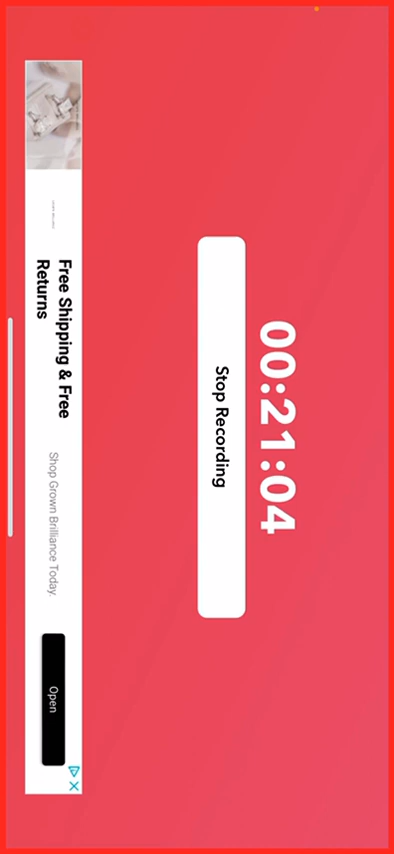 00:21:04
Stop Recording
Free Shipping & Free
Returns
Shop Grown Brilliance Today.
Open